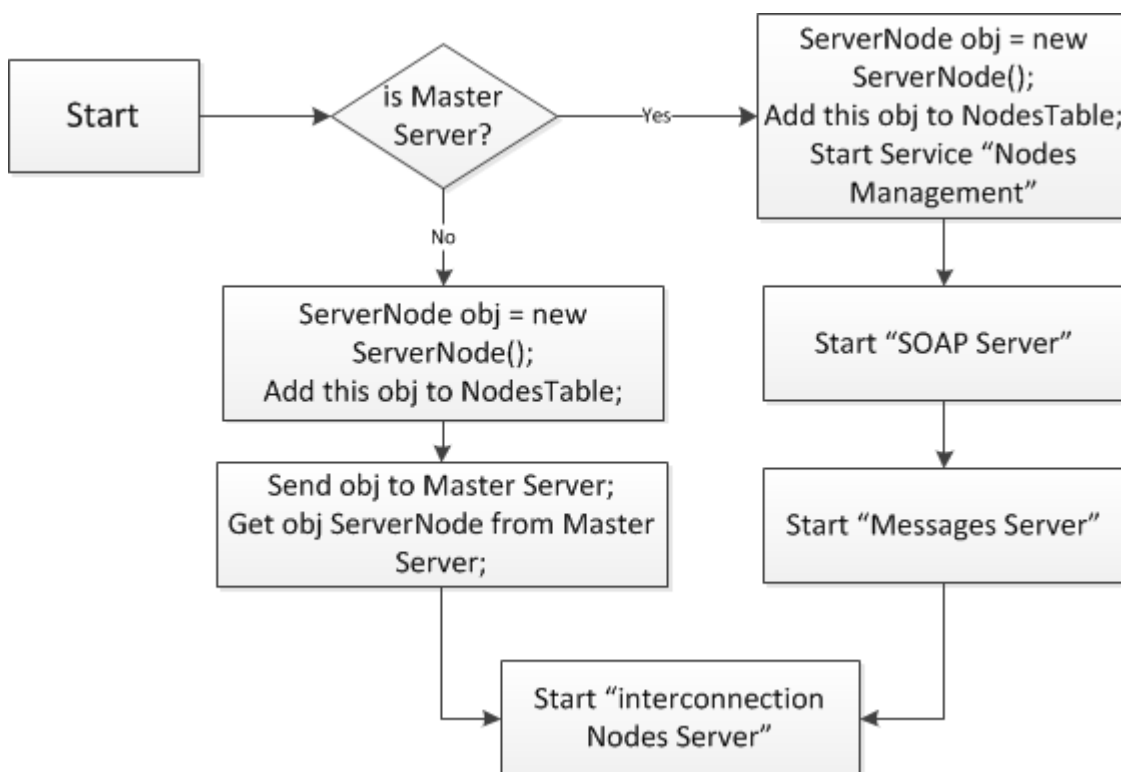 Start
is Master
Server?
Yes
ServerNode obj = new
ServerNode();
Add this obj to NodesTable;
Start Service “Nodes
Management”
No
ServerNode obj = new
ServerNode();
Add this obj to NodesTable;
Start “SOAP Server”
Send obj to Master Server;
Get obj ServerNode from Master
Server;
Start “Messages Server”
Start “interconnection
Nodes Server”